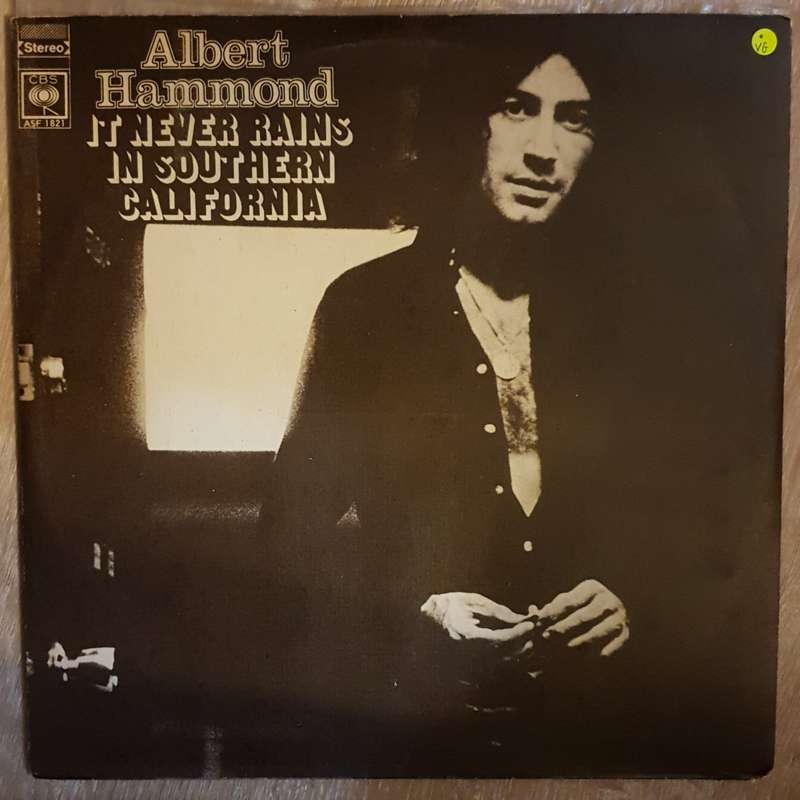 Stereo
CBS
ASF 1821
Albert
Hammond
IT NEVER RAINS
IN SOUTHERN
CALIFORNIA
VG